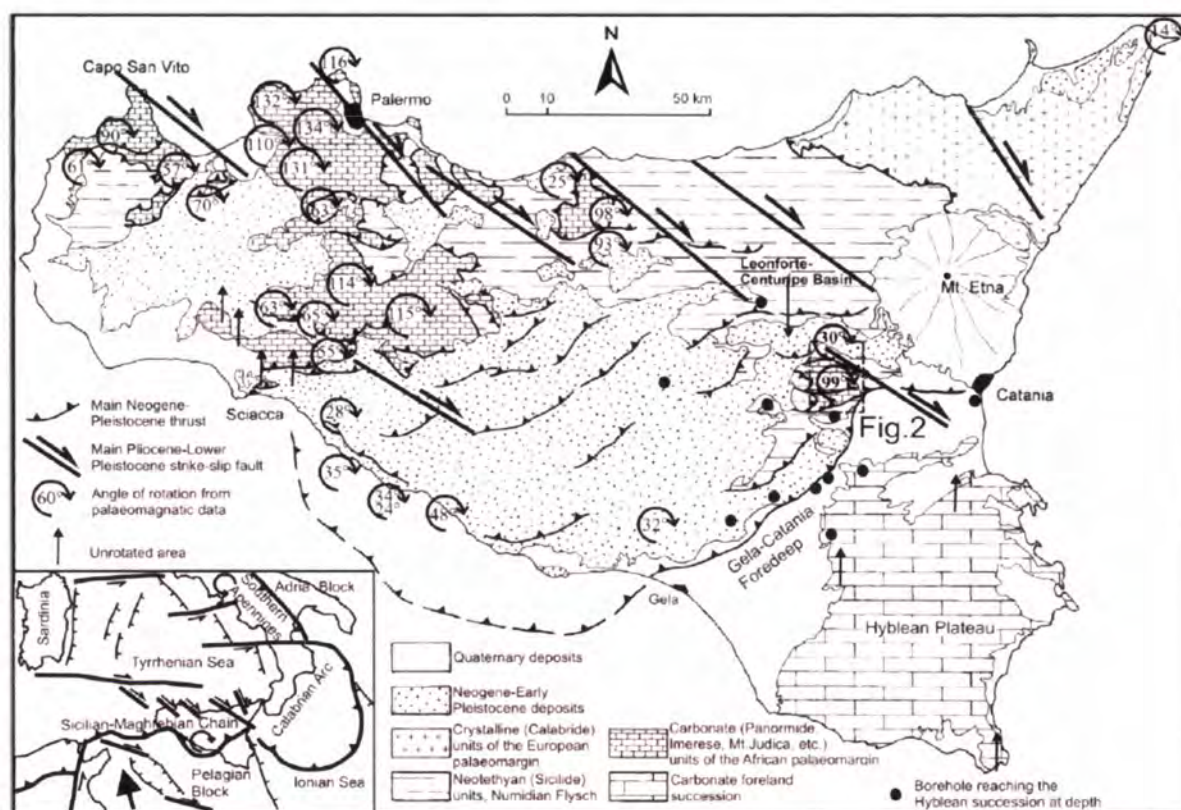 N
0 10 50 km
Capo San Vito
Palermo
116°
14°
132°
90°
134°
110°
131°
70°
25°
98°
93°
114°
63°
65°
115°
55°
Leonforte-
Centuripe Basin
Mt. Etna
30°
99°
Catania
Fig.2
Sciacca
28°
35°
34°
24°
48°
32°
Gela-Catania
Foredeep
Gela
Hyblean Plateau
Main Neogene-
Pleistocene thrust
Main Pliocene-Lower
Pleistocene strike-slip fault
60°
Angle of rotation from
palaeomagnatic data
Unrotated area
Sardinia
Southern
Apennines
Adria Block
Tyrrhenian Sea
Calabrian Arc
Sicilian-Maghrebian Chain
Pelagian
Block
Ionian Sea
Quaternary deposits
Neogene-Early
Pleistocene deposits
Crystalline (Calabride)
units of the European
palaeomargin
Neotethyan (Sicilide)
units, Numidian Flysch
Carbonate (Panormide,
Imerese, Mt Judica, etc.)
units of the African palaeomargin
Carbonate foreland
succession
Borehole reaching the
Hyblean succession at depth